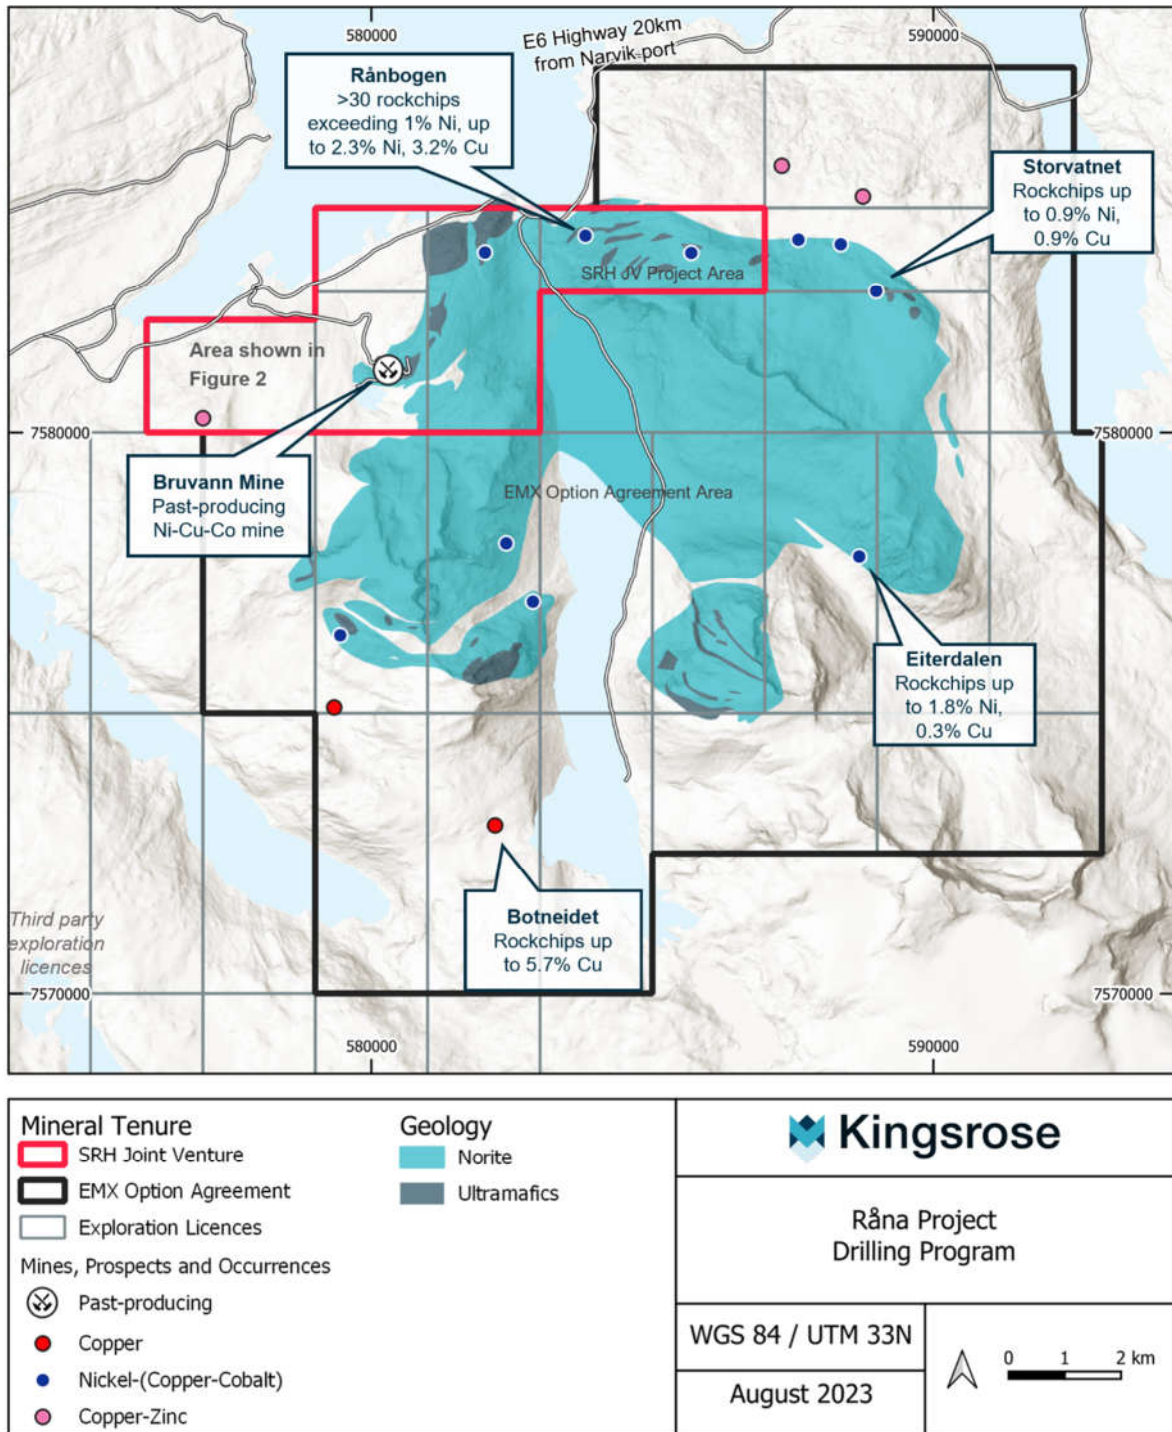 580000
590000
E6 Highway 20km
from Narvik port
Rånbogen
>30 rockchips
exceeding 1% Ni, up
to 2.3% Ni, 3.2% Cu
Storvatnet
Rockchips up
to 0.9% Ni,
0.9% Cu
SRH JV Project Area
Area shown in
Figure 2
7580000
7580000
Bruvann Mine
Past-producing
Ni-Cu-Co mine
EMX Option Agreement Area
Eiterdalen
Rockchips up
to 1.8% Ni,
0.3% Cu
Botneidet
Rockchips up
to 5.7% Cu
Third party
exploration
licences
7570000
7570000
580000
590000
Mineral Tenure
SRH Joint Venture
EMX Option Agreement
Exploration Licences
Mines, Prospects and Occurrences
Past-producing
Copper
Nickel-(Copper-Cobalt)
Copper-Zinc
Geology
Norite
Ultramafics
Kingsrose
Råna Project
Drilling Program
WGS 84 / UTM 33N
August 2023
0 1 2 km